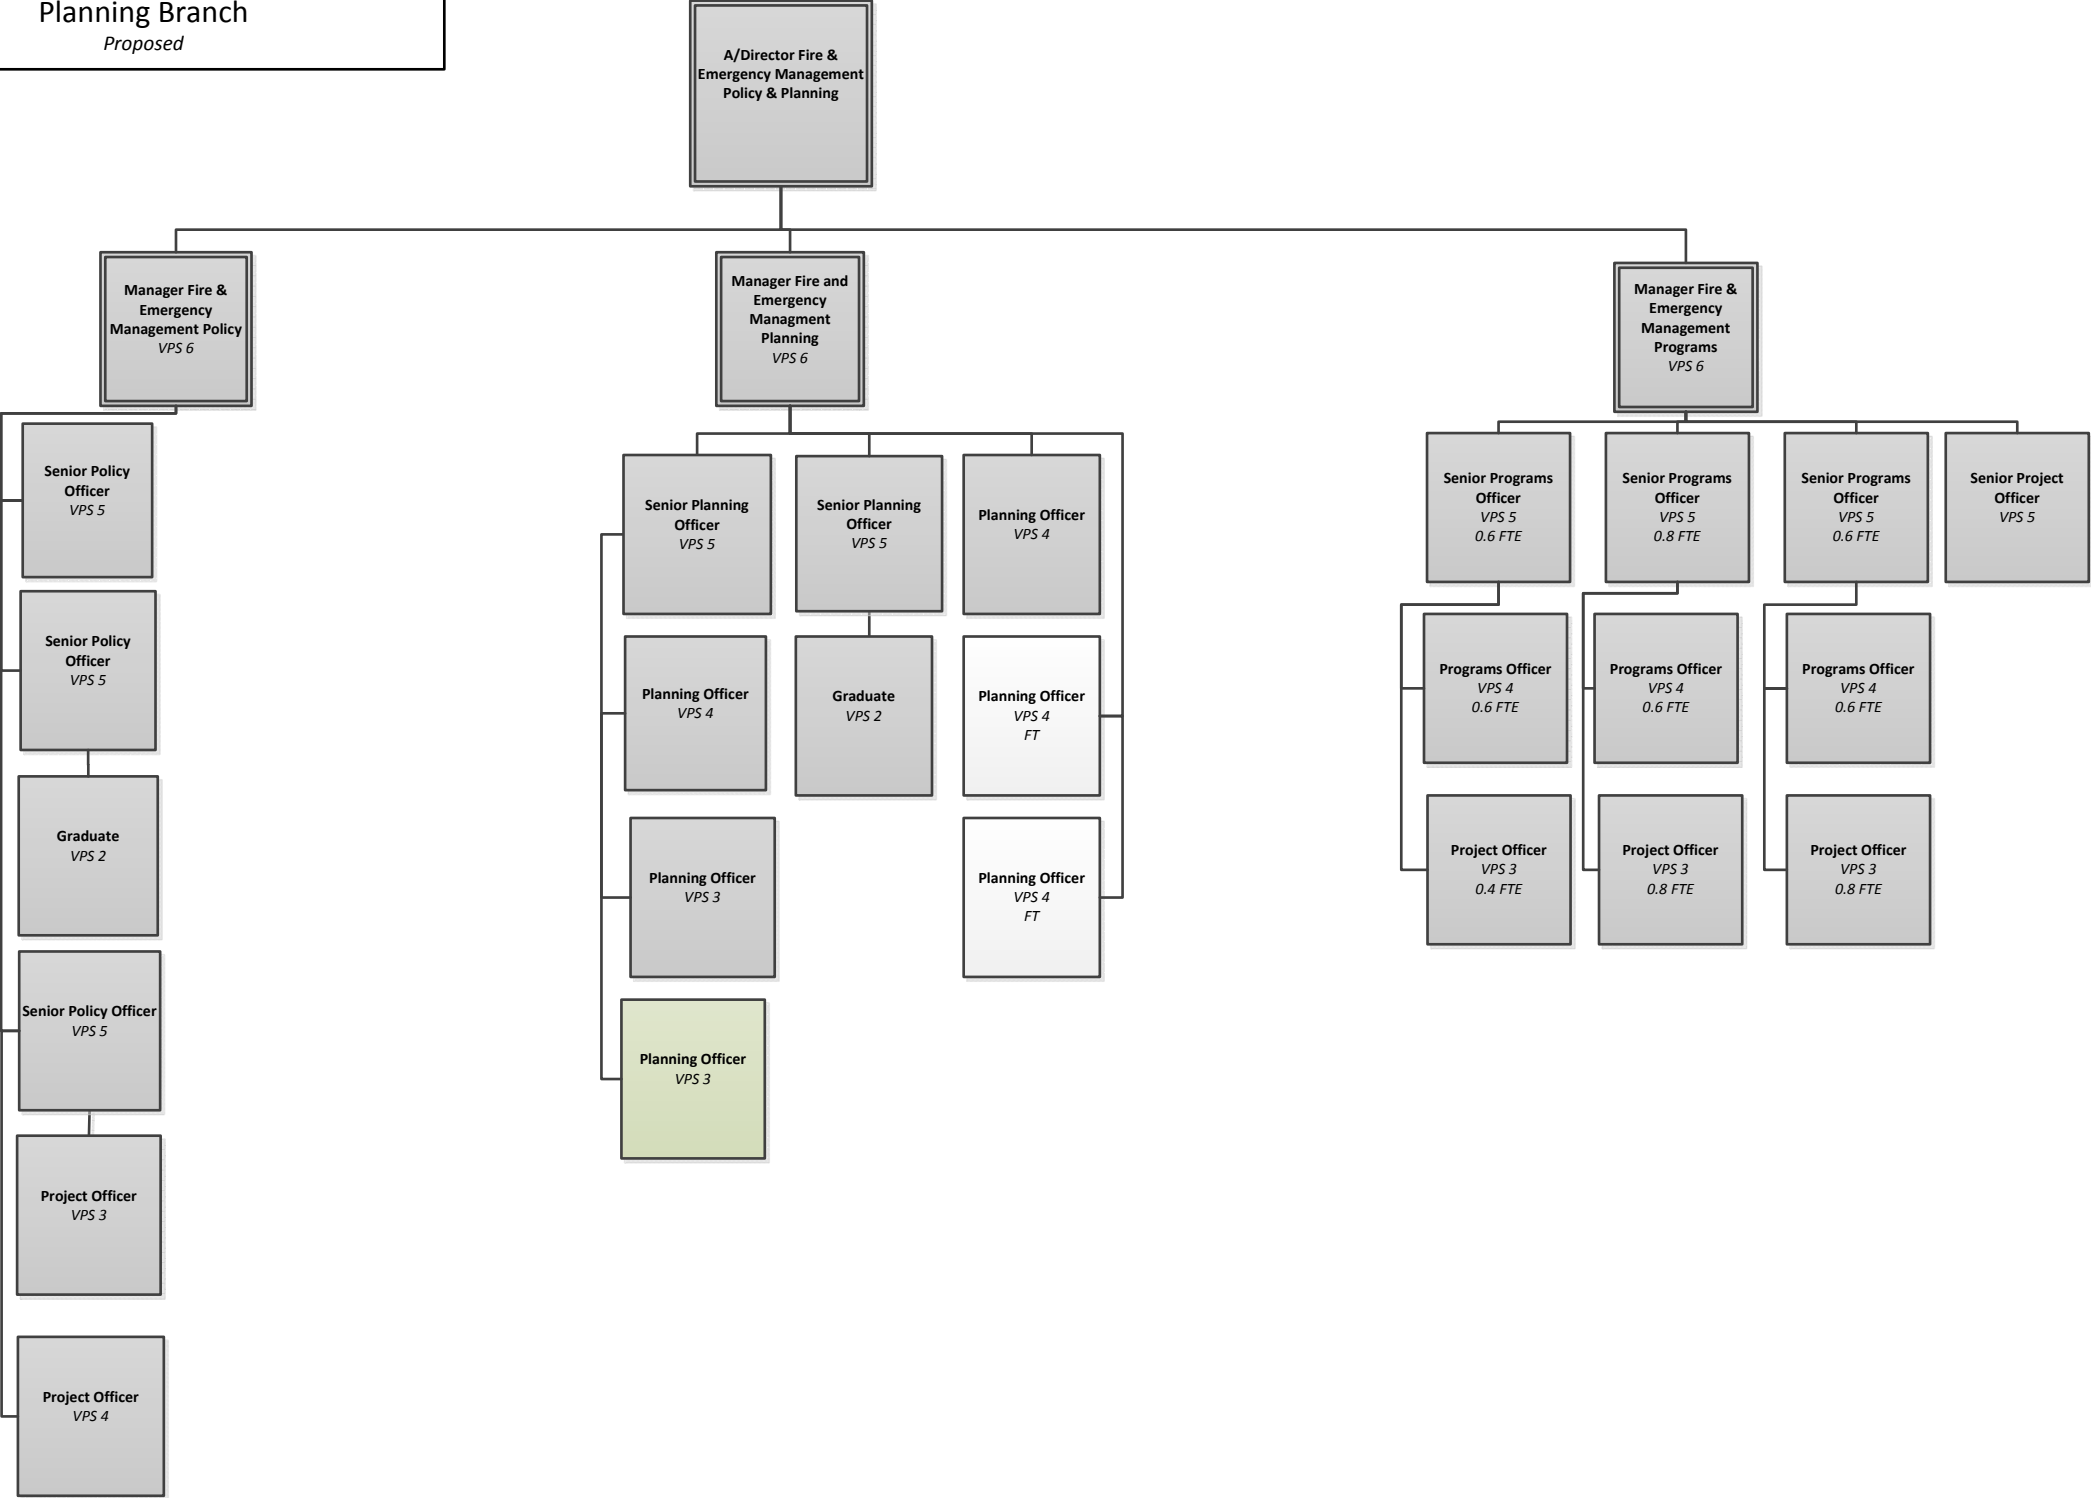 Planning Branch
Proposed
A/Director Fire &
Emergency Management
Policy & Planning
Manager Fire &
Emergency
Management Policy
VPS 6
Manager Fire and
Emergency
Managment
Planning
VPS 6
Manager Fire &
Emergency
Management
Programs
VPS 6
Senior Policy
Officer
VPS 5
Senior Policy
Officer
VPS 5
Graduate
VPS 2
Senior Policy Officer
VPS 5
Project Officer
VPS 3
Project Officer
VPS 4
Senior Planning
Officer
VPS 5
Planning Officer
VPS 4
Planning Officer
VPS 3
Planning Officer
VPS 3
Senior Planning
Officer
VPS 5
Graduate
VPS 2
Planning Officer
VPS 4
Planning Officer
VPS 4
FT
Planning Officer
VPS 4
FT
Senior Programs
Officer
VPS 5
0.6 FTE
Programs Officer
VPS 4
0.6 FTE
Project Officer
VPS 3
0.4 FTE
Senior Programs
Officer
VPS 5
0.8 FTE
Programs Officer
VPS 4
0.6 FTE
Project Officer
VPS 3
0.8 FTE
Senior Programs
Officer
VPS 5
0.6 FTE
Programs Officer
VPS 4
0.6 FTE
Project Officer
VPS 3
0.8 FTE
Senior Project
Officer
VPS 5